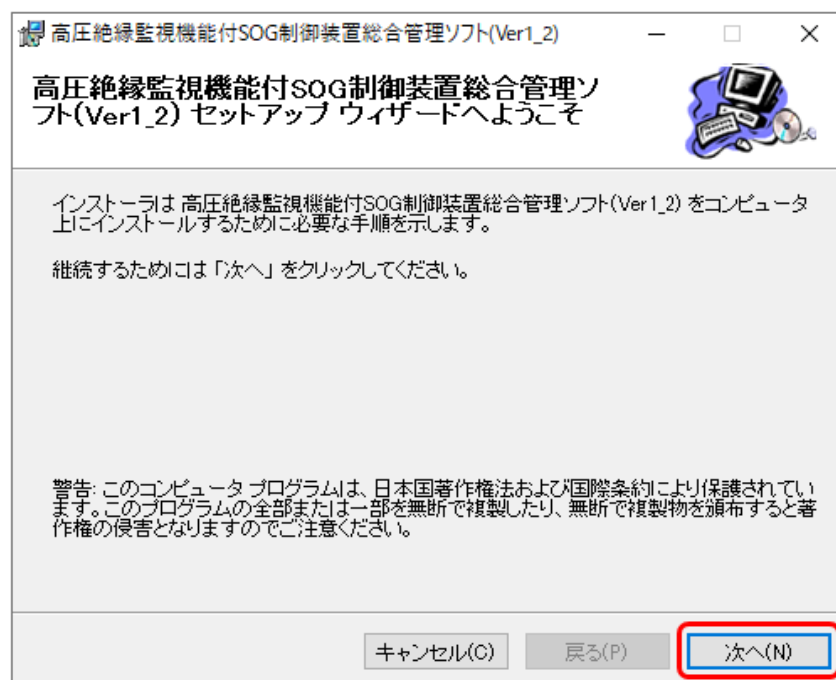 高圧絶縁監視機能付SOG制御装置総合管理ソフト(Ver1_2)
高圧絶縁監視機能付SOG制御装置総合管理ソ
フト(Ver1_2) セットアップ ウィザードへようこそ
インストーラは 高圧絶縁監視機能付SOG制御装置総合管理ソフト(Ver1_2) をコンピュータ
上にインストールするために必要な手順を示します。
継続するためには「次へ」をクリックしてください。
警告: このコンピュータ プログラムは、日本国著作権法および国際条約により保護されてい
ます。このプログラムの全部または一部を無断で複製したり、無断で複製物を頒布すると著
作権の侵害となりますのでご注意ください。
キャンセル(C) 戻る(P) 次へ(N)